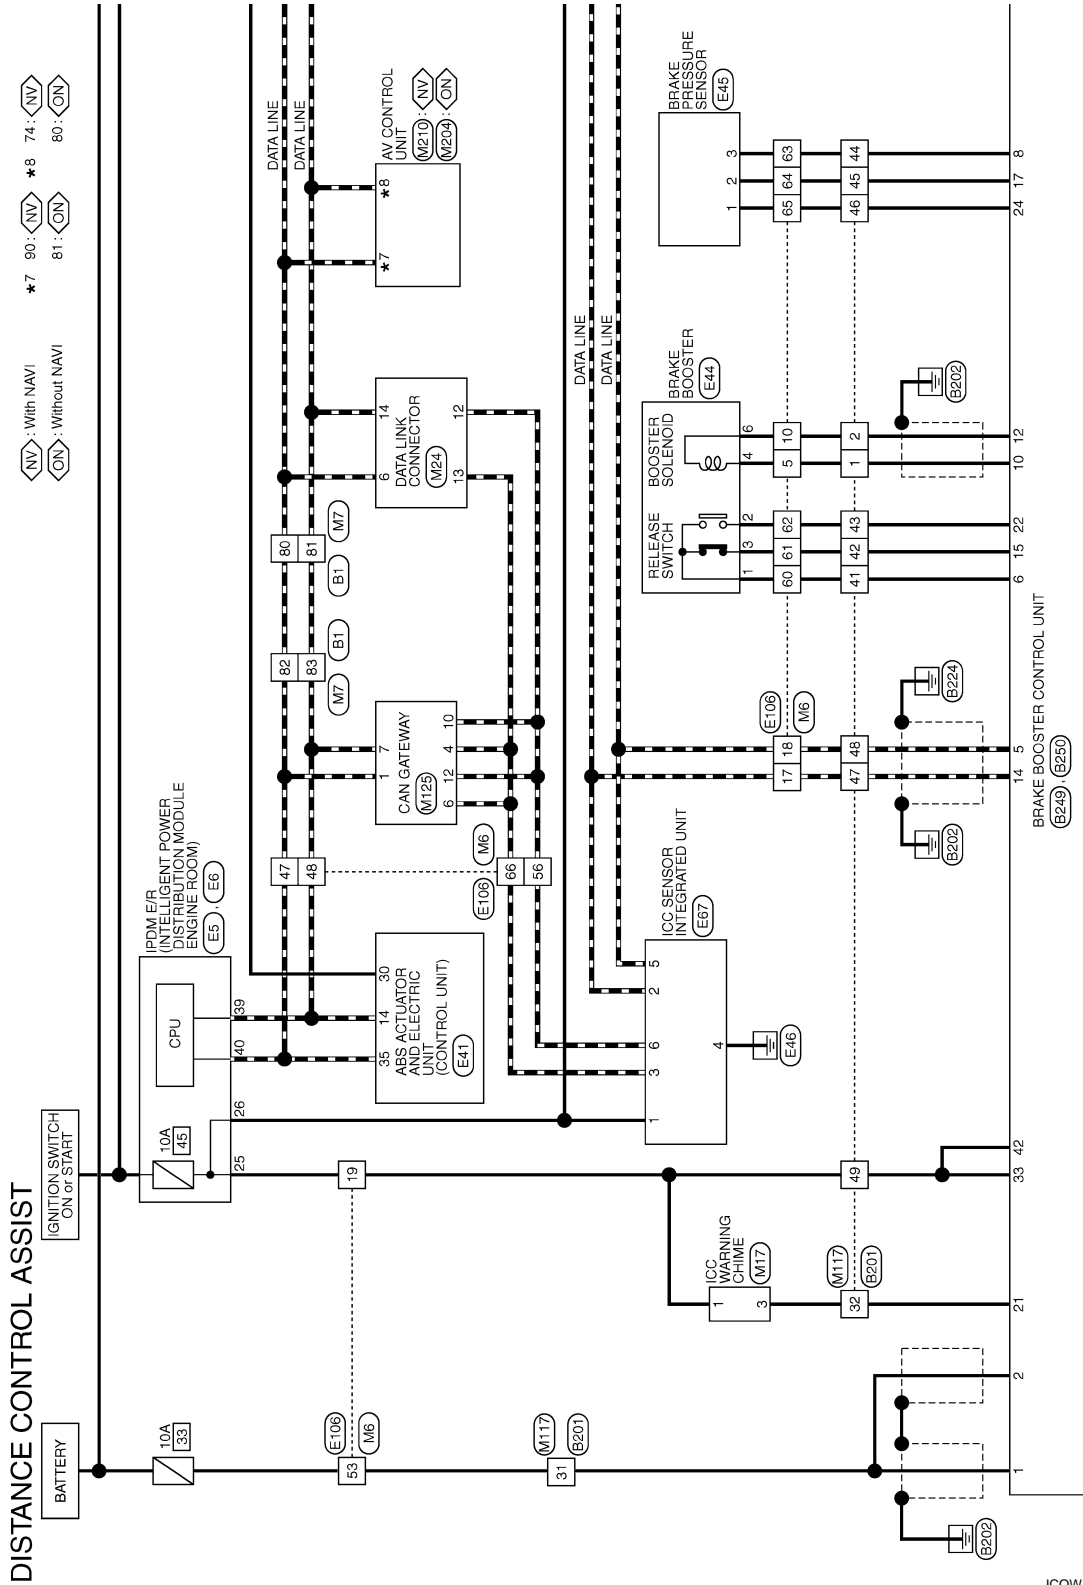 DISTANCE CONTROL ASSIST
NV : With NAVI
ON : Without NAVI
*7 90 : NV
81 : ON
*8 74 : NV
80 : ON
BATTERY
IGNITION SWITCH
ON or START
10A
33
10A
45
IPDM E/R
(INTELLIGENT POWER
DISTRIBUTION MODULE
ENGINE ROOM)
E5 , E6
CPU
25
26
40
39
DATA LINE
DATA LINE
E106
M6
53
19
47
48
82
83
M7
B1
80
81
B1
M7
35
14
30
ABS ACTUATOR
AND ELECTRIC
UNIT
(CONTROL UNIT)
E41
1
7
CAN GATEWAY
M125
6
12
4
10
6
14
DATA LINK
CONNECTOR
M24
13
12
*7
*8
AV CONTROL
UNIT
M210 : NV
M204 : ON
E106
M6
66
56
M117
B201
31
DATA LINE
DATA LINE
1
3
6
2
5
4
ICC SENSOR
INTEGRATED UNIT
E67
E46
ICC
WARNING
CHIME
M17
1
3
RELEASE
SWITCH
BOOSTER
SOLENOID
BRAKE
BOOSTER
E44
1
3
2
4
6
BRAKE
PRESSURE
SENSOR
E45
1
2
3
E106
M6
17
18
60
61
62
5
10
65
64
63
M117
B201
32
49
47
48
41
42
43
1
2
46
45
44
B202
B202
B224
B202
1
2
21
33
42
14
5
6
15
22
10
12
24
17
8
BRAKE BOOSTER CONTROL UNIT
B249 , B250